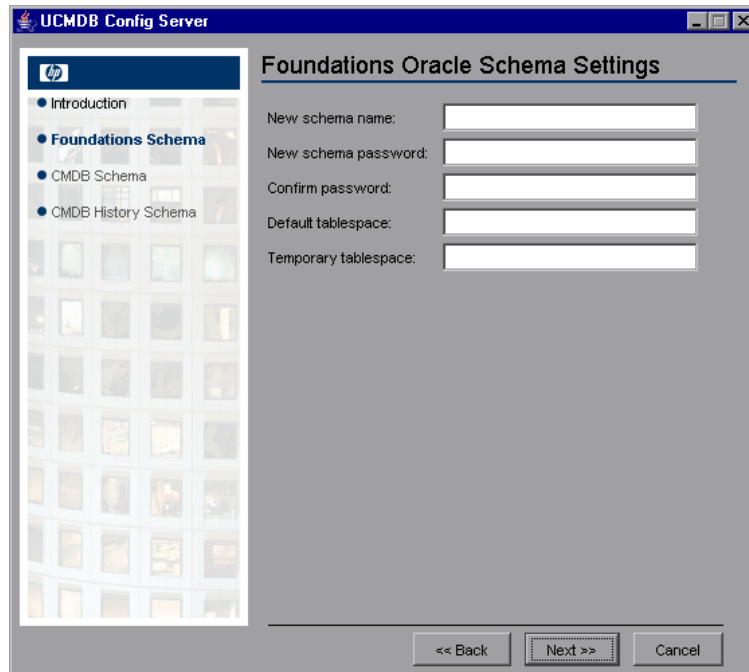 UCMDB Config Server
hp
Foundations Oracle Schema Settings
Introduction
Foundations Schema
CMDB Schema
CMDB History Schema
New schema name:
New schema password:
Confirm password:
Default tablespace:
Temporary tablespace:
<< Back
Next >>
Cancel